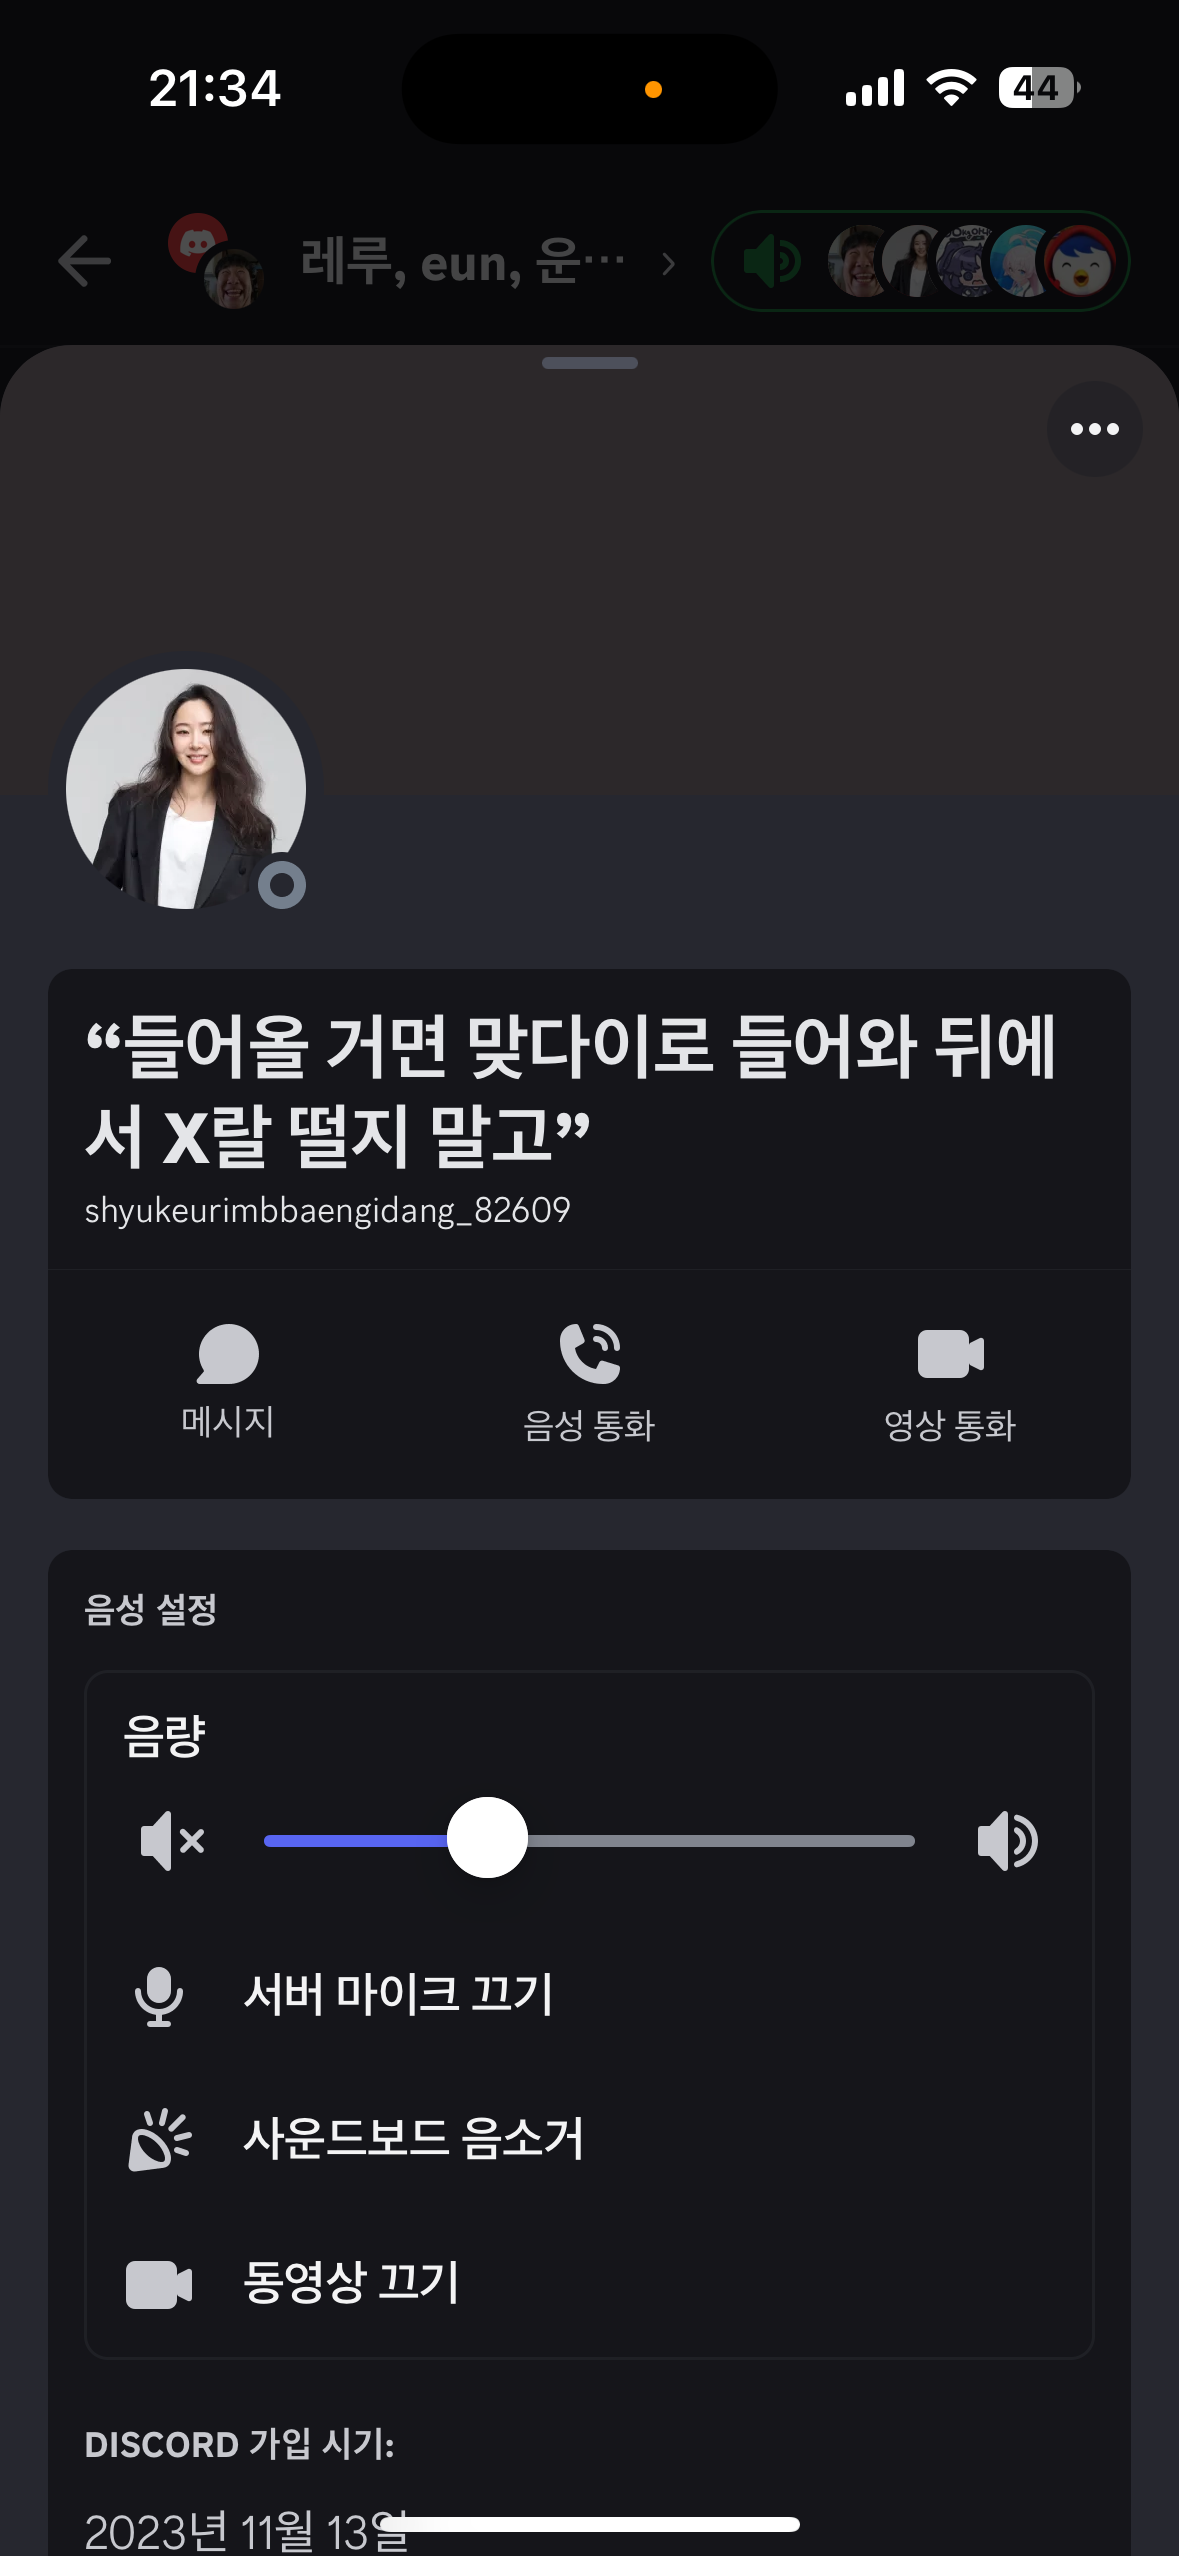 21:34
44
레루, eun, 운…
“들어올 거면 맞다이로 들어와 뒤에
서 X랄 떨지 말고”
shyukeurimbbaengidang_82609
메시지
음성 통화
영상 통화
음성 설정
음량
서버 마이크 끄기
사운드보드 음소거
동영상 끄기
DISCORD 가입 시기:
2023년 11월 13일